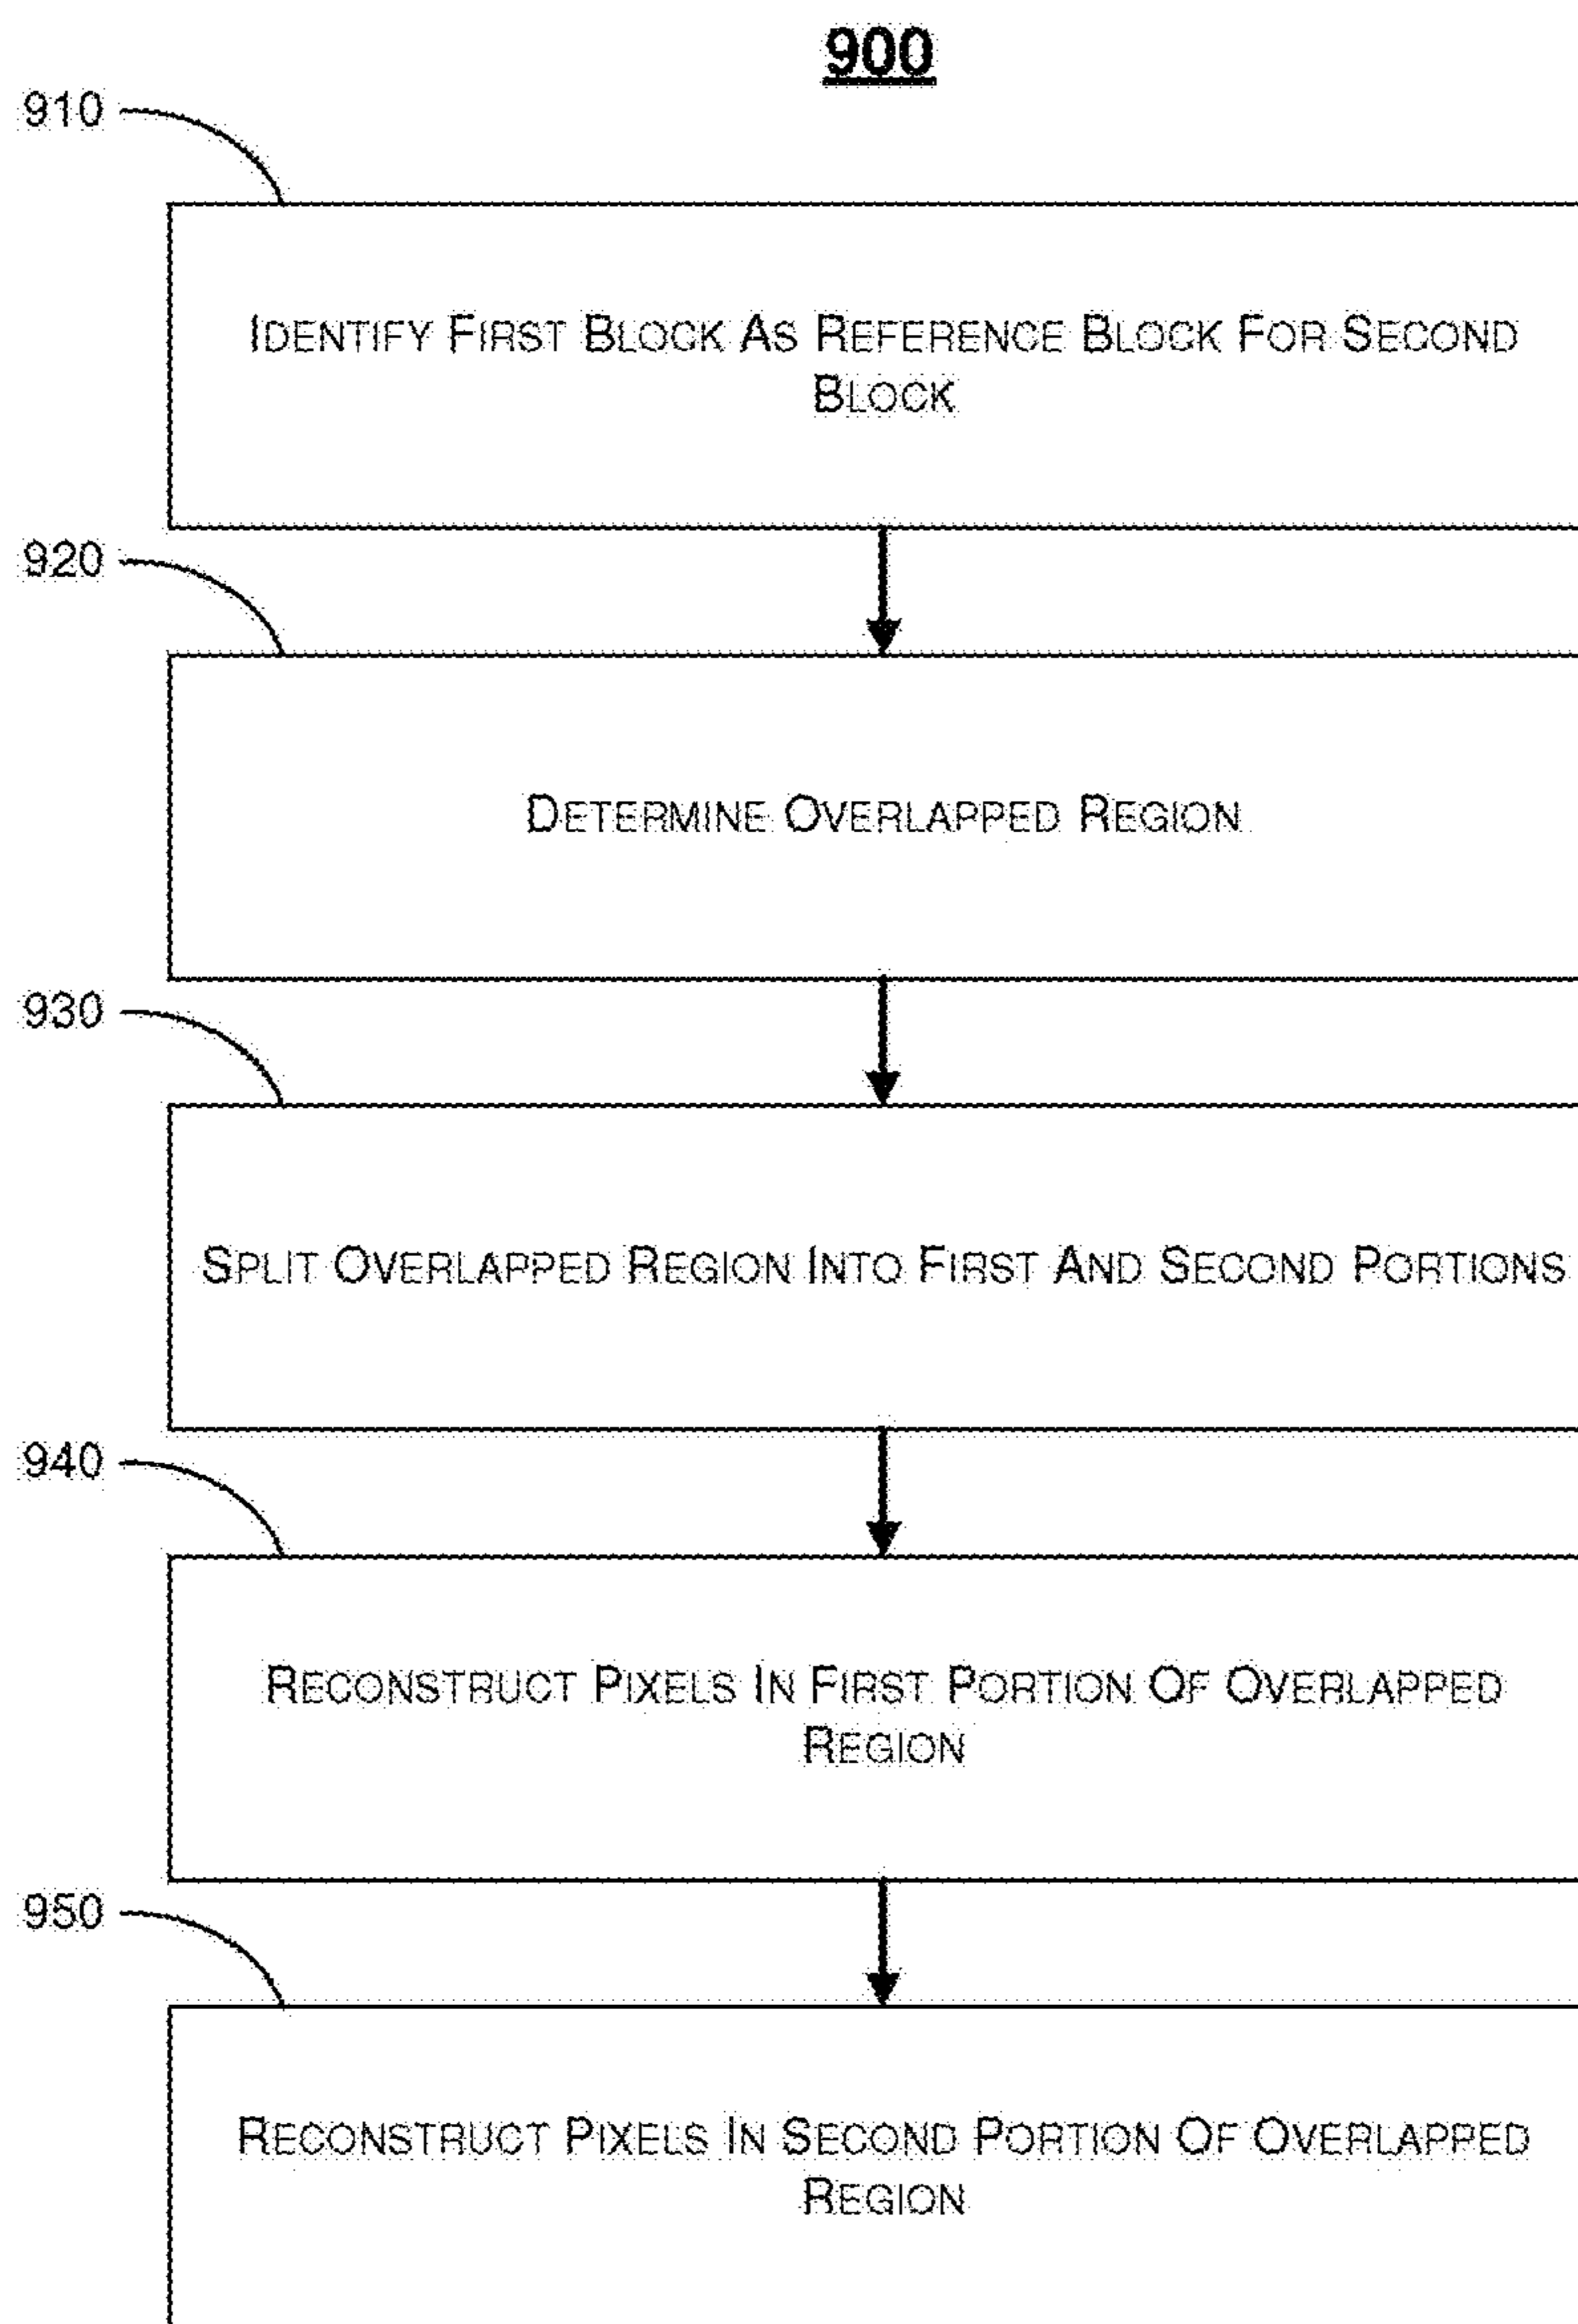 900
910
IDENTIFY FIRST BLOCK AS REFERENCE BLOCK FOR SECOND
BLOCK
920
DETERMINE OVERLAPPED REGION
930
SPLIT OVERLAPPED REGION INTO FIRST AND SECOND PORTIONS
940
RECONSTRUCT PIXELS IN FIRST PORTION OF OVERLAPPED
REGION
950
RECONSTRUCT PIXELS IN SECOND PORTION OF OVERLAPPED
REGION